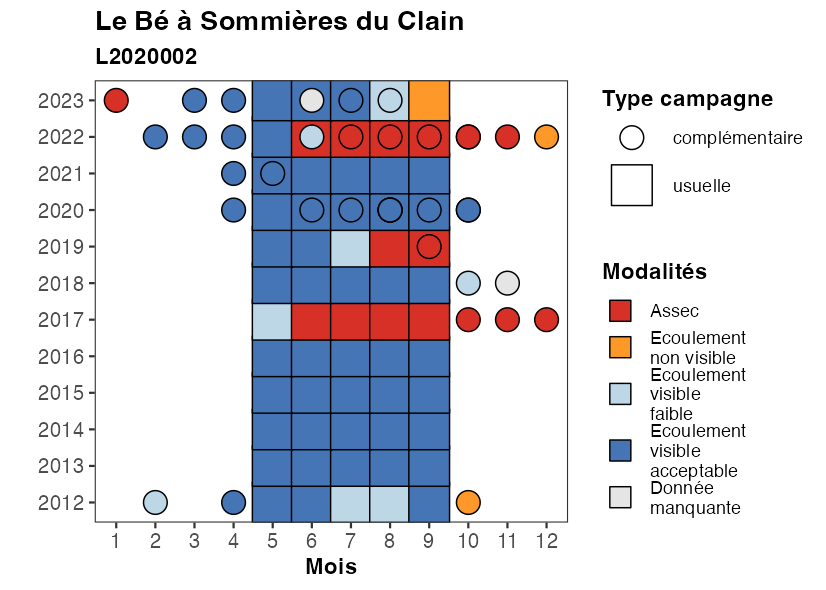 Le Bé à Sommières du Clain
L2020002
2023
2022
2021
2020
2019
2018
2017
2016
2015
2014
2013
2012
1 2 3 4 5 6 7 8 9 10 11 12
Mois
Type campagne
complémentaire
usuelle
Modalités
Assec
Ecoulement
non visible
Ecoulement
visible
faible
Ecoulement
visible
acceptable
Donnée
manquante